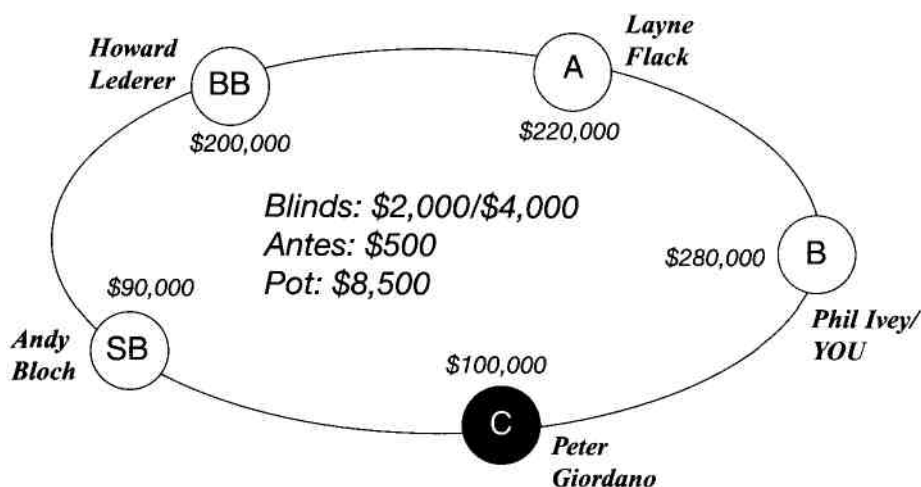 Howard
Lederer
BB
$200,000
A
Layne
Flack
$220,000
Blinds: $2,000/$4,000
Antes: $500
Pot: $8,500
$280,000
B
Phil Ivey/
YOU
$90,000
Andy
Bloch
SB
$100,000
C
Peter
Giordano